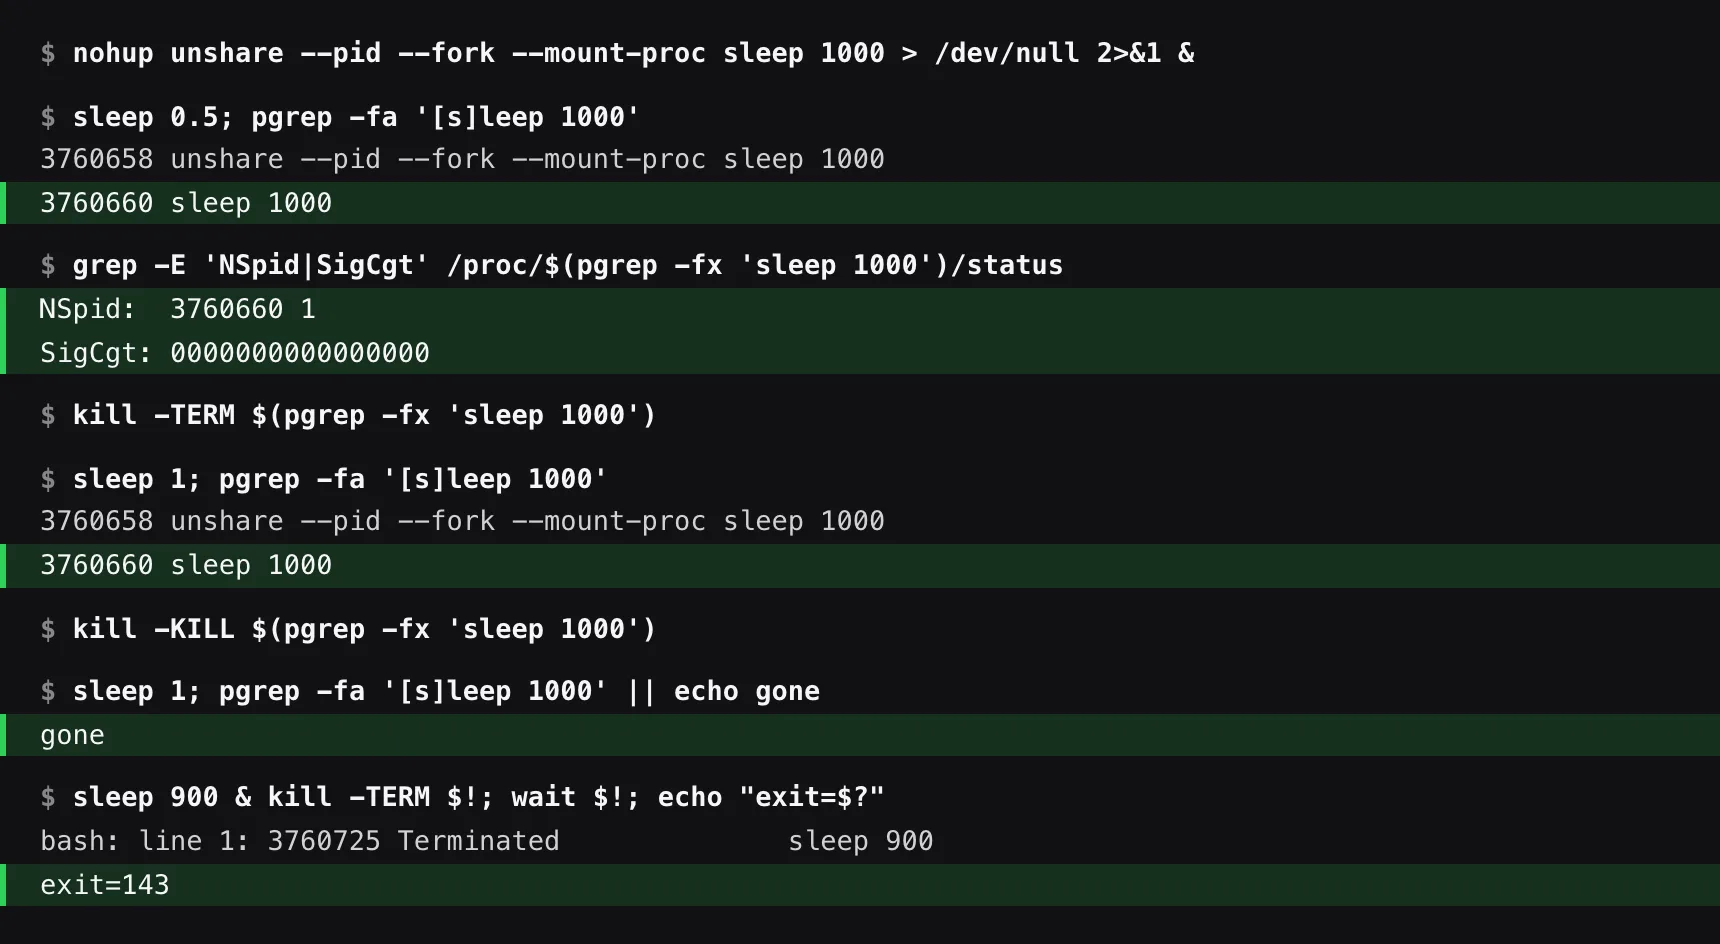 $ nohup unshare --pid --fork --mount-proc sleep 1000 > /dev/null 2>&1 &
$ sleep 0.5; pgrep -fa '[s]leep 1000'
3760658 unshare --pid --fork --mount-proc sleep 1000
3760660 sleep 1000
$ grep -E 'NSpid|SigCgt' /proc/$(pgrep -fx 'sleep 1000')/status
NSpid:  3760660 1
SigCgt: 0000000000000000
$ kill -TERM $(pgrep -fx 'sleep 1000')
$ sleep 1; pgrep -fa '[s]leep 1000'
3760658 unshare --pid --fork --mount-proc sleep 1000
3760660 sleep 1000
$ kill -KILL $(pgrep -fx 'sleep 1000')
$ sleep 1; pgrep -fa '[s]leep 1000' || echo gone
gone
$ sleep 900 & kill -TERM $!; wait $!; echo "exit=$?"
bash: line 1: 3760725 Terminated              sleep 900
exit=143